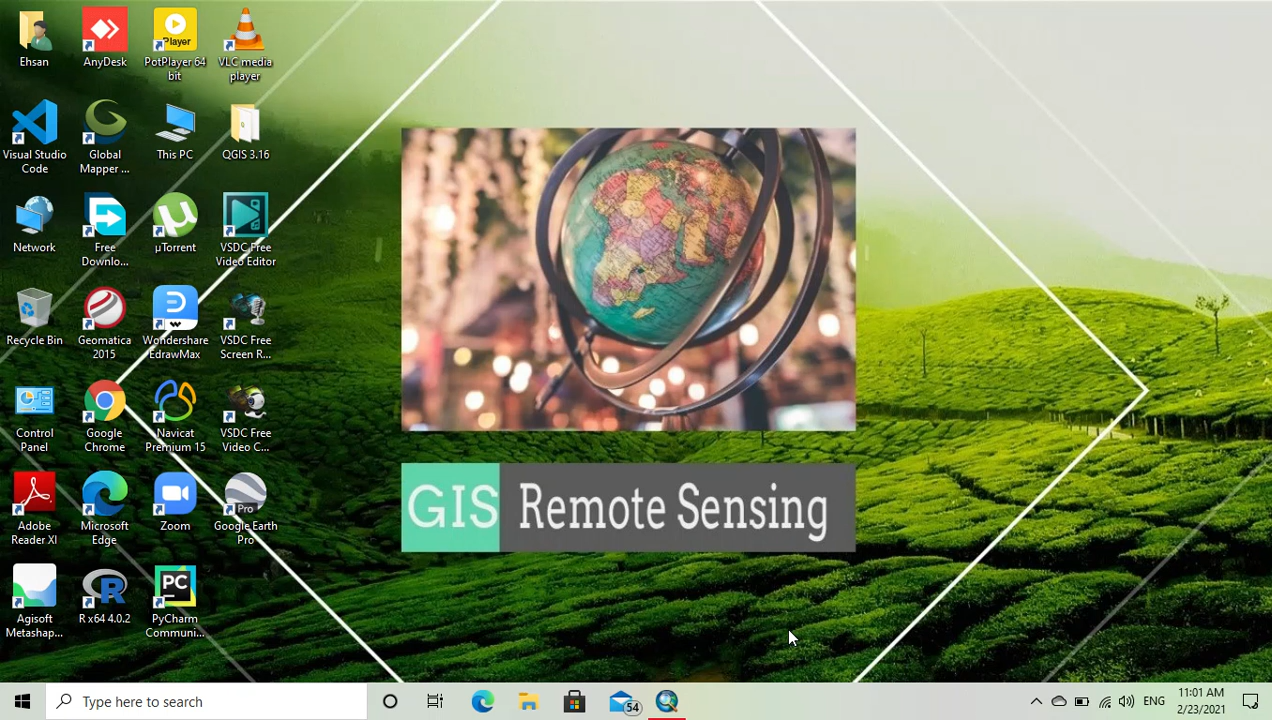 Ehsan
AnyDesk
Player
PotPlayer 64
bit
VLC media
player
Visual Studio
Code
Global
Mapper ...
This PC
QGIS 3.16
Network
Free
Downlo...
µTorrent
VSDC Free
Video Editor
Recycle Bin
Geomatica
2015
Wondershare
EdrawMax
VSDC Free
Screen R...
Control
Panel
Google
Chrome
Navicat
Premium 15
VSDC Free
Video C...
Adobe
Reader XI
Microsoft
Edge
Zoom
Pro
Google Earth
Pro
Agisoft
Metashap...
R
R x64 4.0.2
PC
PyCharm
Communi...
GIS Remote Sensing
Type here to search
54
ENG
11:01 AM
2/23/2021